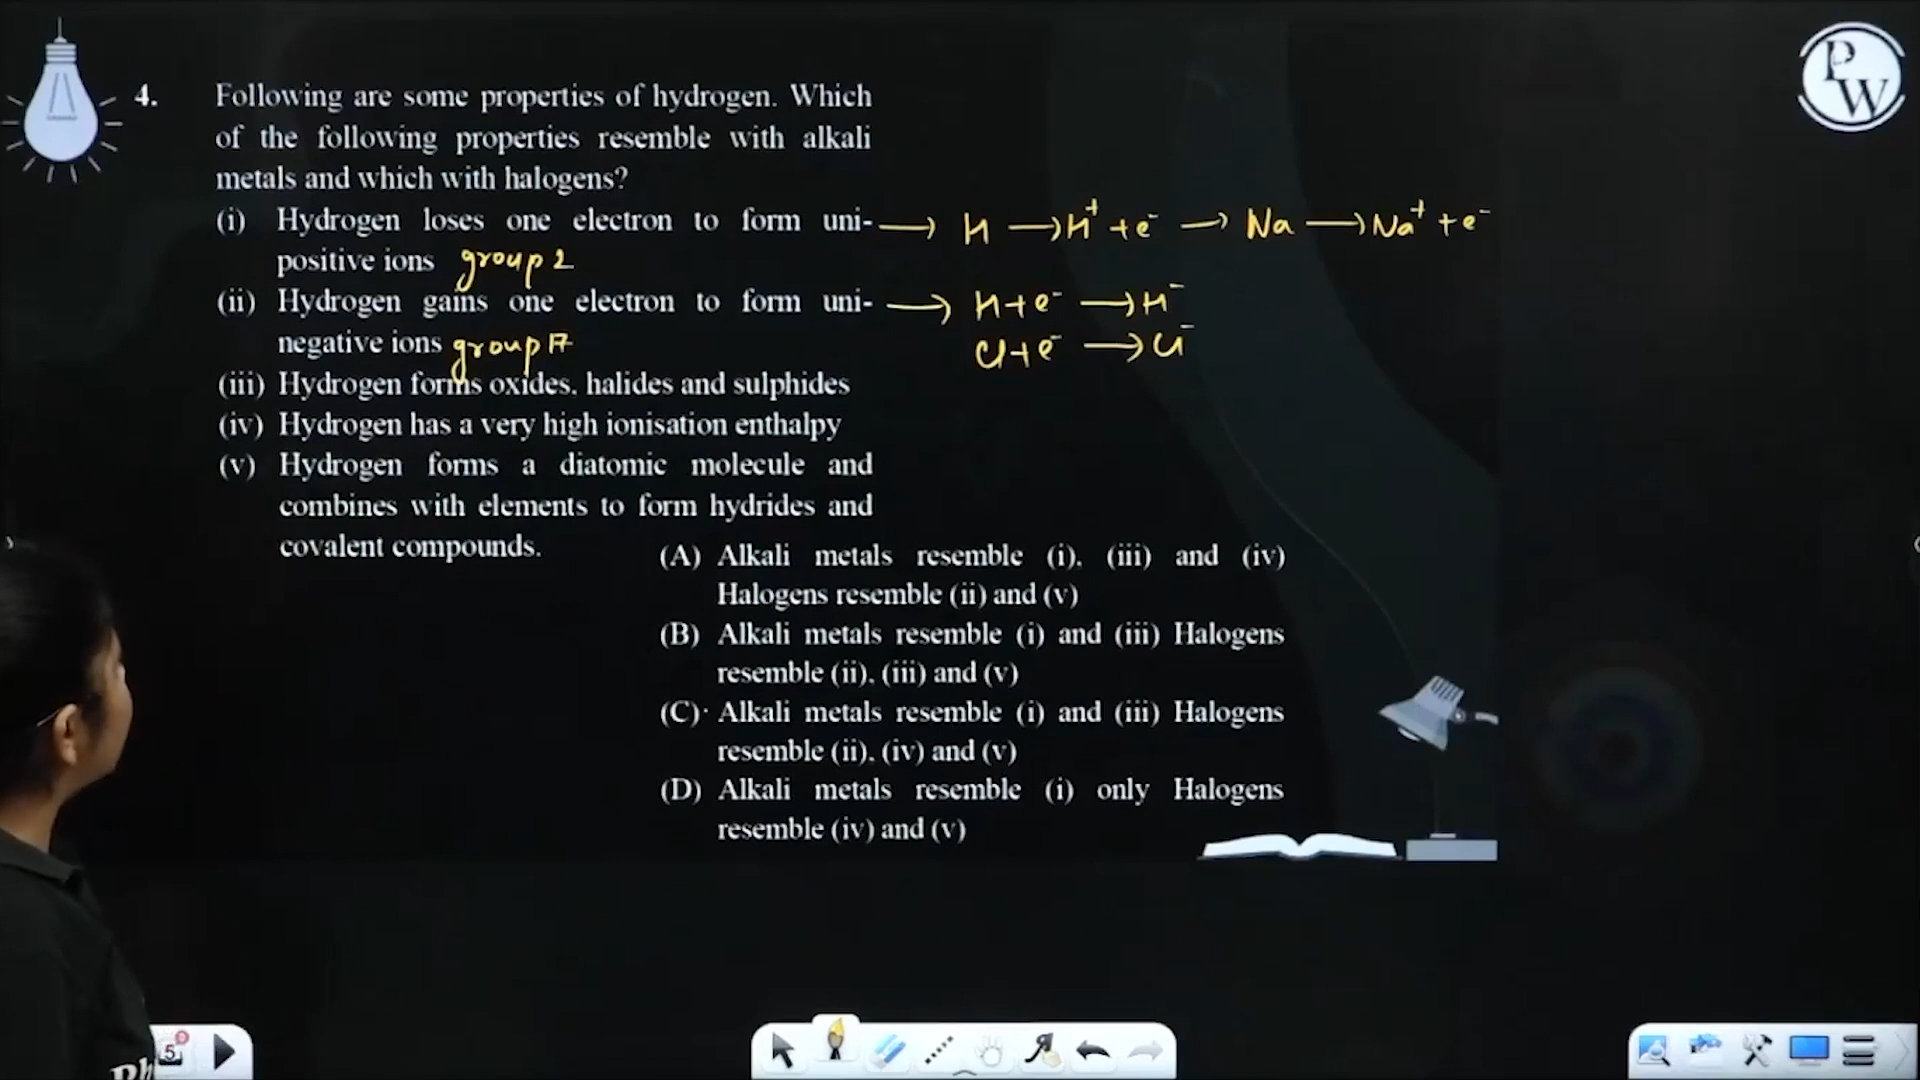 4. Following are some properties of hydrogen. Which
of the following properties resemble with alkali
metals and which with halogens?
(i) Hydrogen loses one electron to form uni- ⟶ H ⟶ H⁺ + e⁻ ⟶ Na ⟶ Na⁺ + e⁻
positive ions group 1
(ii) Hydrogen gains one electron to form uni- ⟶ H + e⁻ ⟶ H⁻
negative ions group 17 Cl + e⁻ ⟶ Cl⁻
(iii) Hydrogen forms oxides, halides and sulphides
(iv) Hydrogen has a very high ionisation enthalpy
(v) Hydrogen forms a diatomic molecule and
combines with elements to form hydrides and
covalent compounds.
(A) Alkali metals resemble (i), (iii) and (iv)
Halogens resemble (ii) and (v)
(B) Alkali metals resemble (i) and (iii) Halogens
resemble (ii), (iii) and (v)
(C) Alkali metals resemble (i) and (iii) Halogens
resemble (ii), (iv) and (v)
(D) Alkali metals resemble (i) only Halogens
resemble (iv) and (v)
PW
5